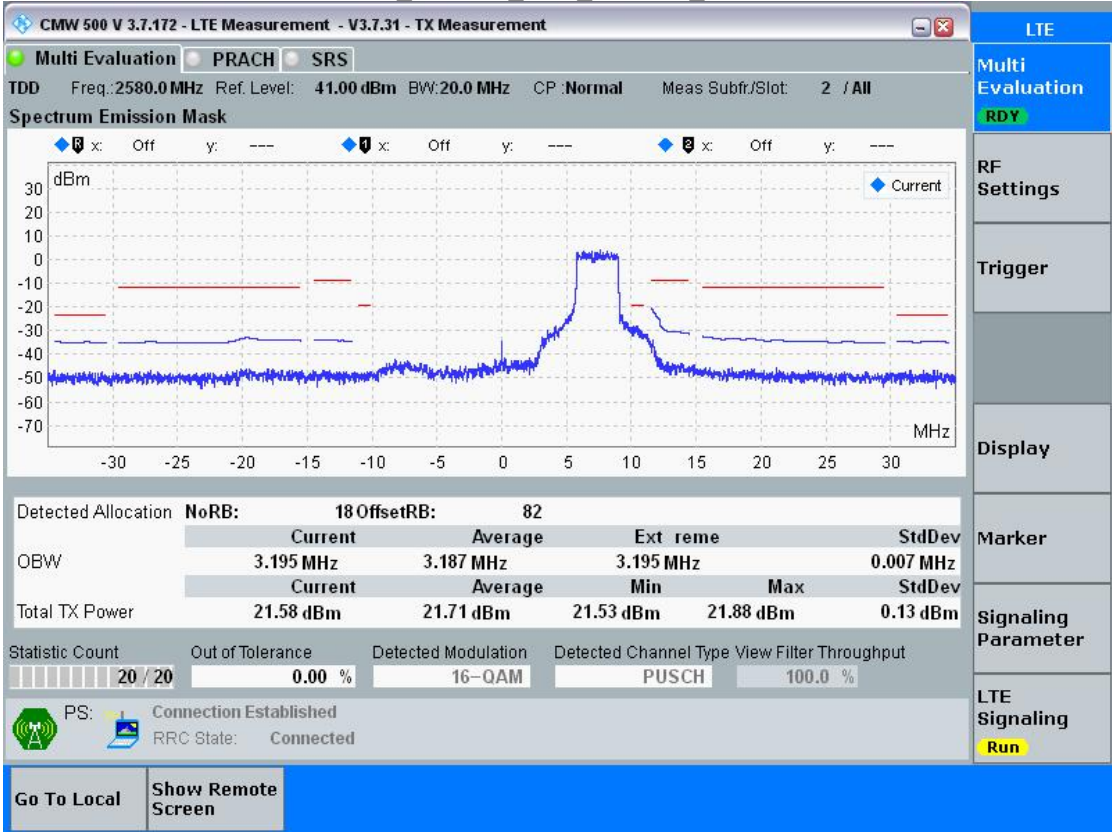 CMW 500 V 3.7.172 - LTE Measurement - V3.7.31 - TX Measurement
LTE
Multi Evaluation PRACH SRS
Multi Evaluation
RDY
TDD Freq.:2580.0 MHz Ref. Level: 41.00 dBm BW:20.0 MHz CP :Normal Meas Subfr./Slot: 2 / All
Spectrum Emission Mask
R x: Off y: --- 1 x: Off y: --- 2 x: Off y: ---
dBm
Current
30
20
10
0
-10
-20
-30
-40
-50
-60
-70
MHz
-30 -25 -20 -15 -10 -5 0 5 10 15 20 25 30
RF
Settings
Trigger
Display
Marker
Signaling
Parameter
LTE
Signaling
Run
Detected Allocation NoRB: 18 OffsetRB: 82
Current Average Ext reme StdDev
OBW 3.195 MHz 3.187 MHz 3.195 MHz 0.007 MHz
Current Average Min Max StdDev
Total TX Power 21.58 dBm 21.71 dBm 21.53 dBm 21.88 dBm 0.13 dBm
Statistic Count Out of Tolerance Detected Modulation Detected Channel Type View Filter Throughput
20 / 20 0.00 % 16-QAM PUSCH 100.0 %
PS: Connection Established
RRC State: Connected
Go To Local
Show Remote
Screen